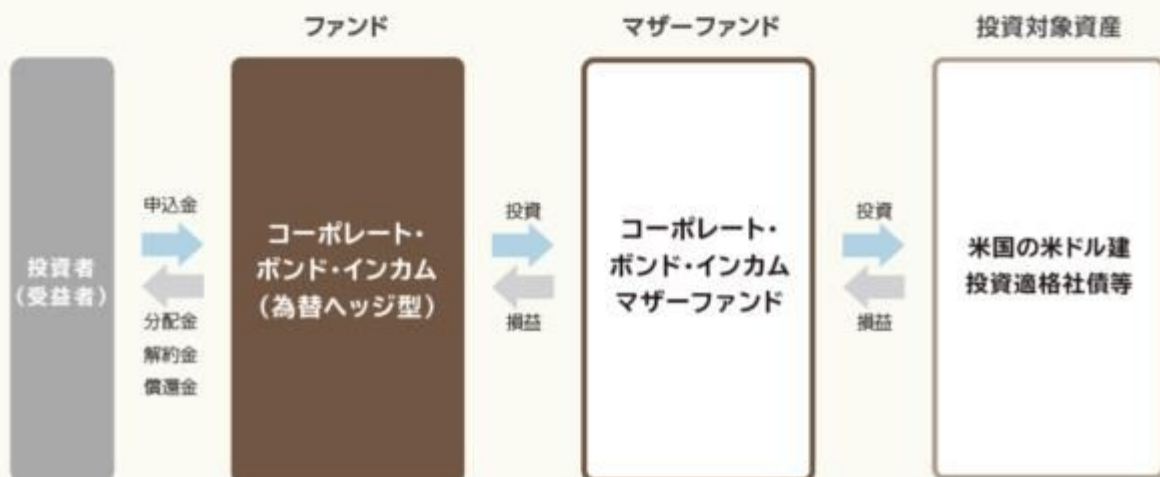 ファンド
マザーファンド
投資対象資産
投資者
(受益者)
申込金
分配金
解約金
償還金
コーポレート・
ボンド・インカム
(為替ヘッジ型)
投資
損益
コーポレート・
ボンド・インカム
マザーファンド
投資
損益
米国の米ドル建
投資適格社債等